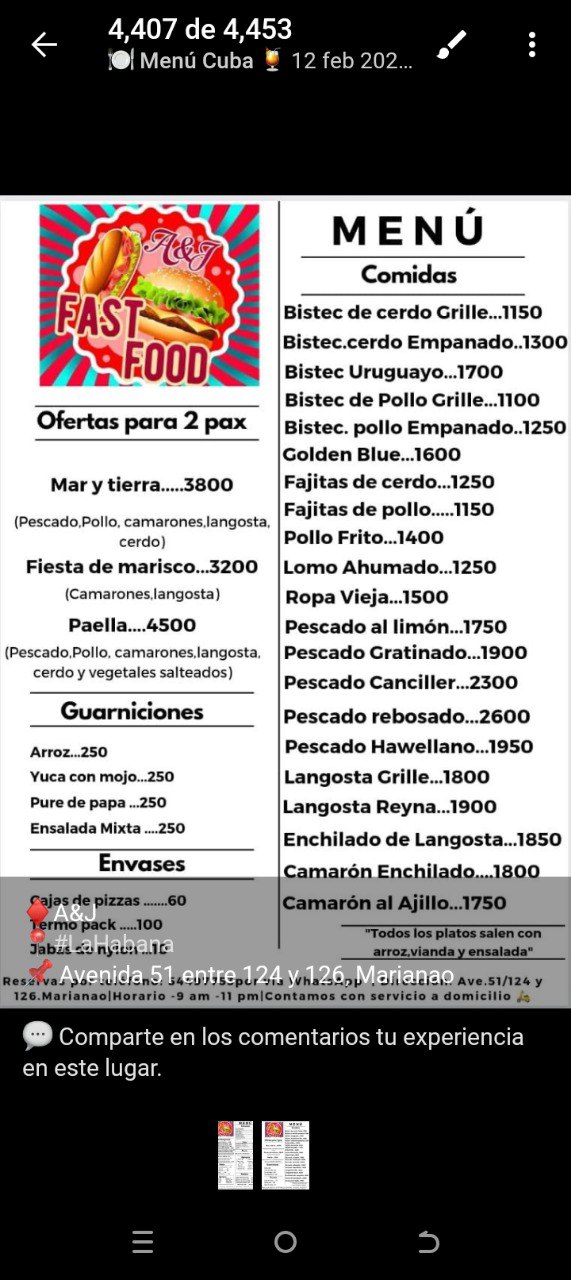 4,407 de 4,453
Menú Cuba
12 feb 202...
A&J
FAST
FOOD
Ofertas para 2 pax
Mar y tierra.....3800
(Pescado,Pollo, camarones,langosta,
cerdo)
Fiesta de marisco...3200
(Camarones,langosta)
Paella....4500
(Pescado,Pollo, camarones,langosta,
cerdo y vegetales salteados)
Guarniciones
Arroz...250
Yuca con mojo...250
Pure de papa ...250
Ensalada Mixta ....250
Envases
Cajas de pizzas .......60
Termo pack .....100
Jabas de nylon ...10
MENÚ
Comidas
Bistec de cerdo Grille...1150
Bistec.cerdo Empanado..1300
Bistec Uruguayo...1700
Bistec de Pollo Grille...1100
Bistec. pollo Empanado..1250
Golden Blue...1600
Fajitas de cerdo...1250
Fajitas de pollo.....1150
Pollo Frito...1400
Lomo Ahumado...1250
Ropa Vieja...1500
Pescado al limón...1750
Pescado Gratinado...1900
Pescado Canciller...2300
Pescado rebosado...2600
Pescado Hawellano...1950
Langosta Grille...1800
Langosta Reyna...1900
Enchilado de Langosta...1850
Camarón Enchilado....1800
Camarón al Ajillo...1750
"Todos los platos salen con
arroz,vianda y ensalada"
Reservas por WhatsApp Ave.51/124 y
126.Marianao|Horario -9 am -11 pm|Contamos con servicio a domicilio
A&J
#LaHabana
Avenida 51 entre 124 y 126, Marianao
Comparte en los comentarios tu experiencia
en este lugar.